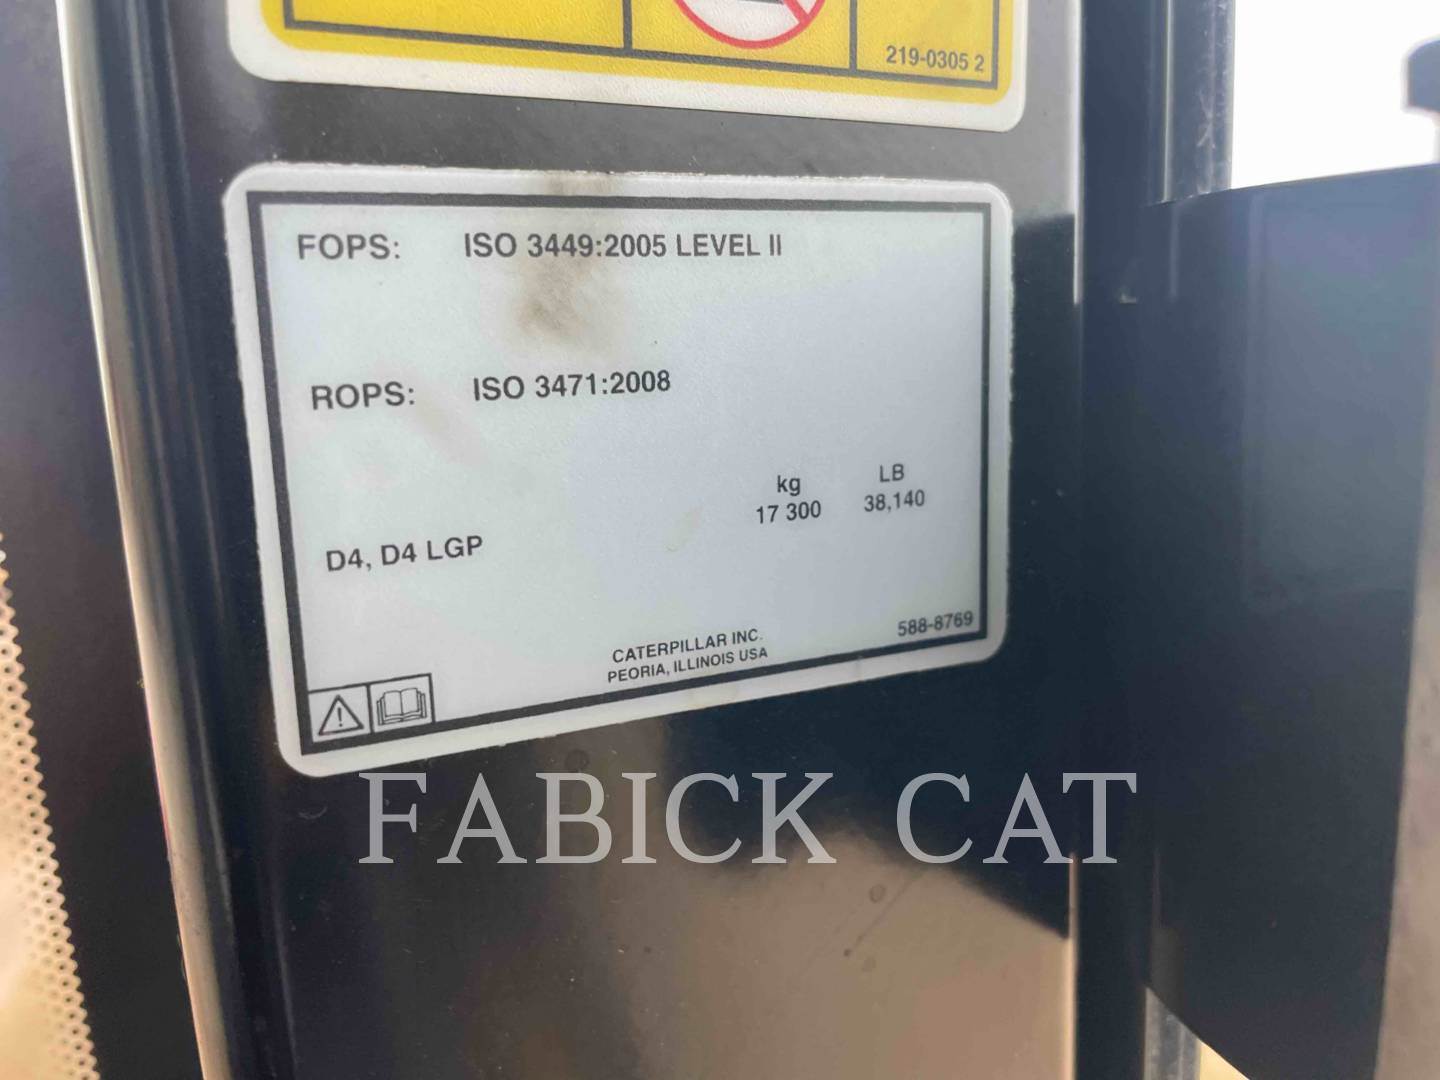 219-0305 2
FOPS: ISO 3449:2005 LEVEL II
ROPS: ISO 3471:2008
kg LB
17 300 38,140
D4, D4 LGP
CATERPILLAR INC.
PEORIA, ILLINOIS USA
588-8769
FABICK CAT